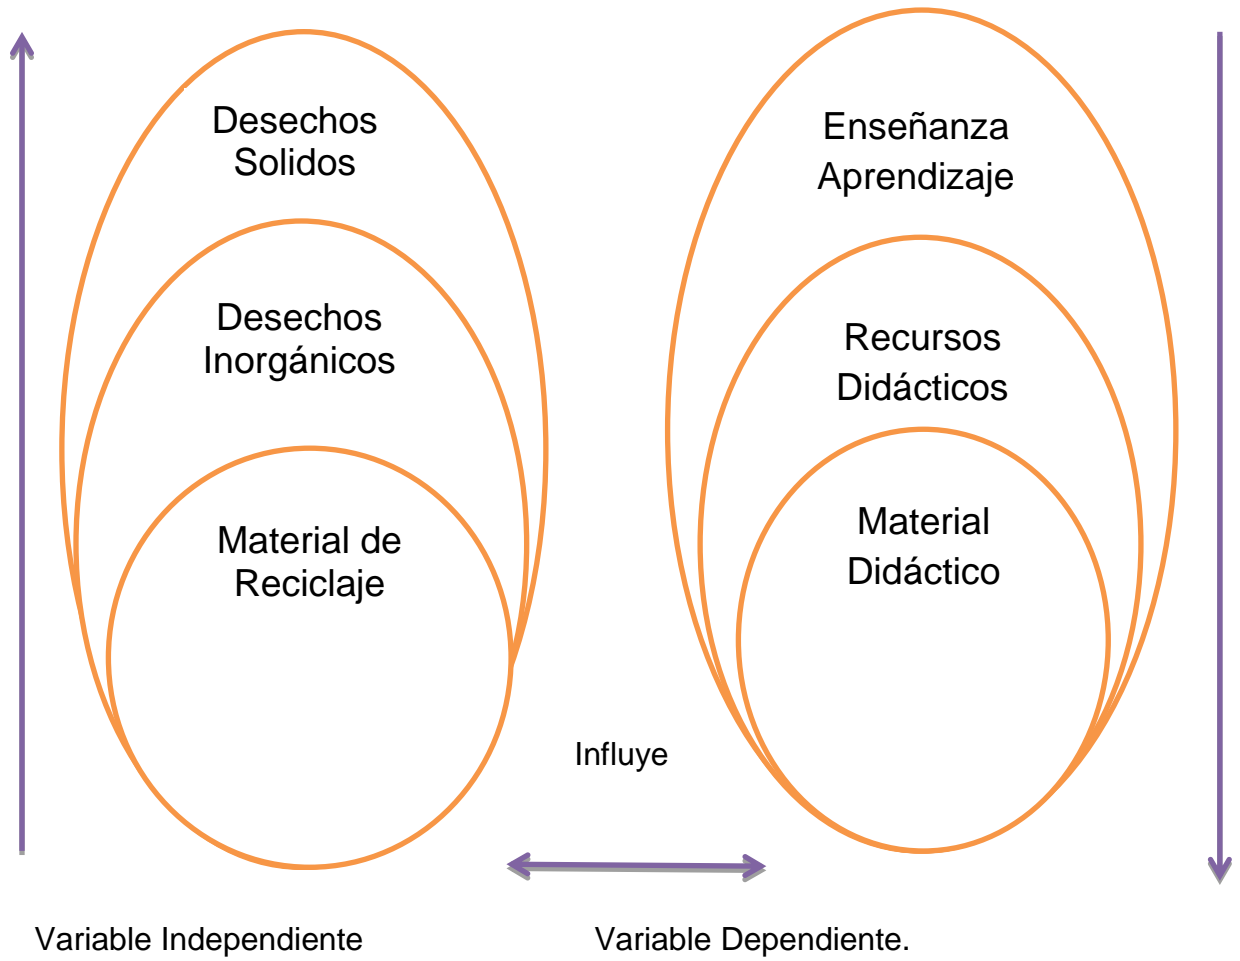 Desechos
Solidos
Desechos
Inorgánicos
Material de
Reciclaje
Enseñanza
Aprendizaje
Recursos
Didácticos
Material
Didáctico
Influye
Variable Independiente
Variable Dependiente.